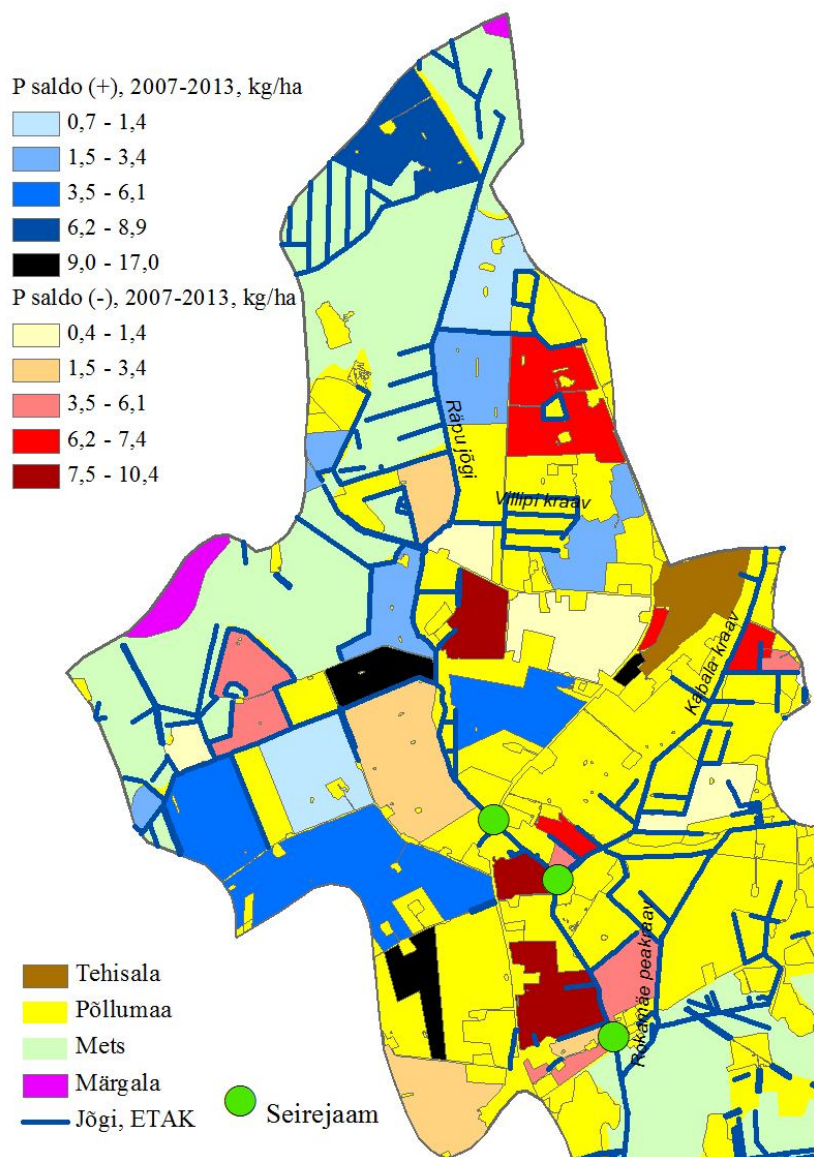 P saldo (+), 2007-2013, kg/ha
0,7 - 1,4
1,5 - 3,4
3,5 - 6,1
6,2 - 8,9
9,0 - 17,0
P saldo (-), 2007-2013, kg/ha
0,4 - 1,4
1,5 - 3,4
3,5 - 6,1
6,2 - 7,4
7,5 - 10,4
Räpu jõgi
Villipi kraav
Kabala kraav
Rõkamäe peakraav
Tehisala
Põllumaa
Mets
Märgala
Jõgi, ETAK
Seirejaam